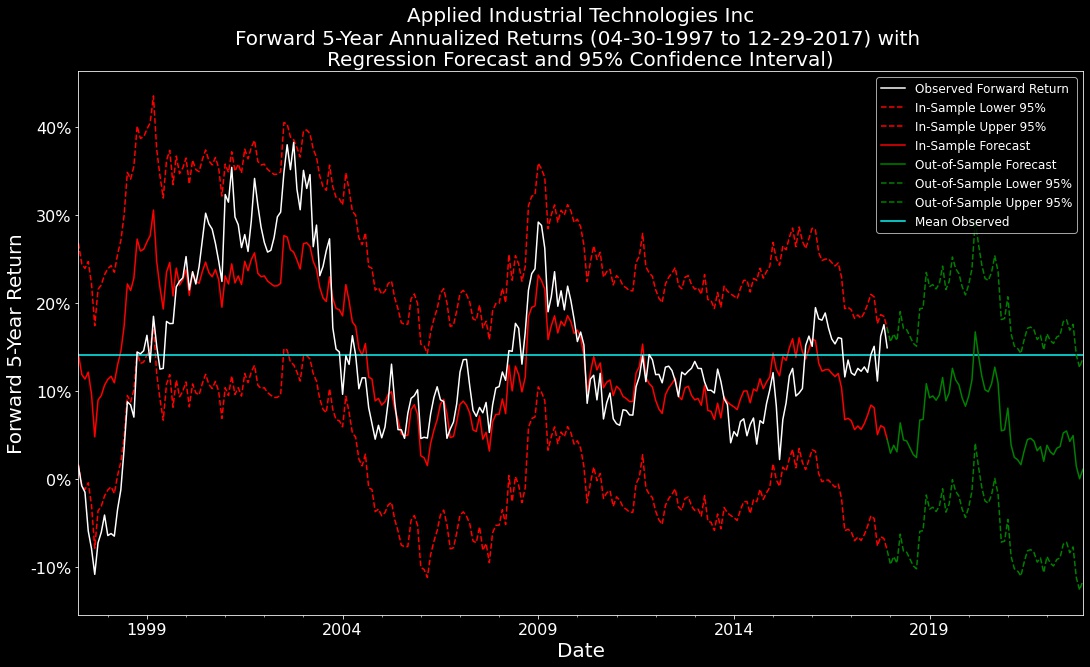 Applied Industrial Technologies Inc
Forward 5-Year Annualized Returns (04-30-1997 to 12-29-2017) with
Regression Forecast and 95% Confidence Interval)
Observed Forward Return
In-Sample Lower 95%
In-Sample Upper 95%
In-Sample Forecast
Out-of-Sample Forecast
Out-of-Sample Lower 95%
Out-of-Sample Upper 95%
Mean Observed
Forward 5-Year Return
40%
30%
20%
10%
0%
-10%
1999
2004
2009
2014
2019
Date